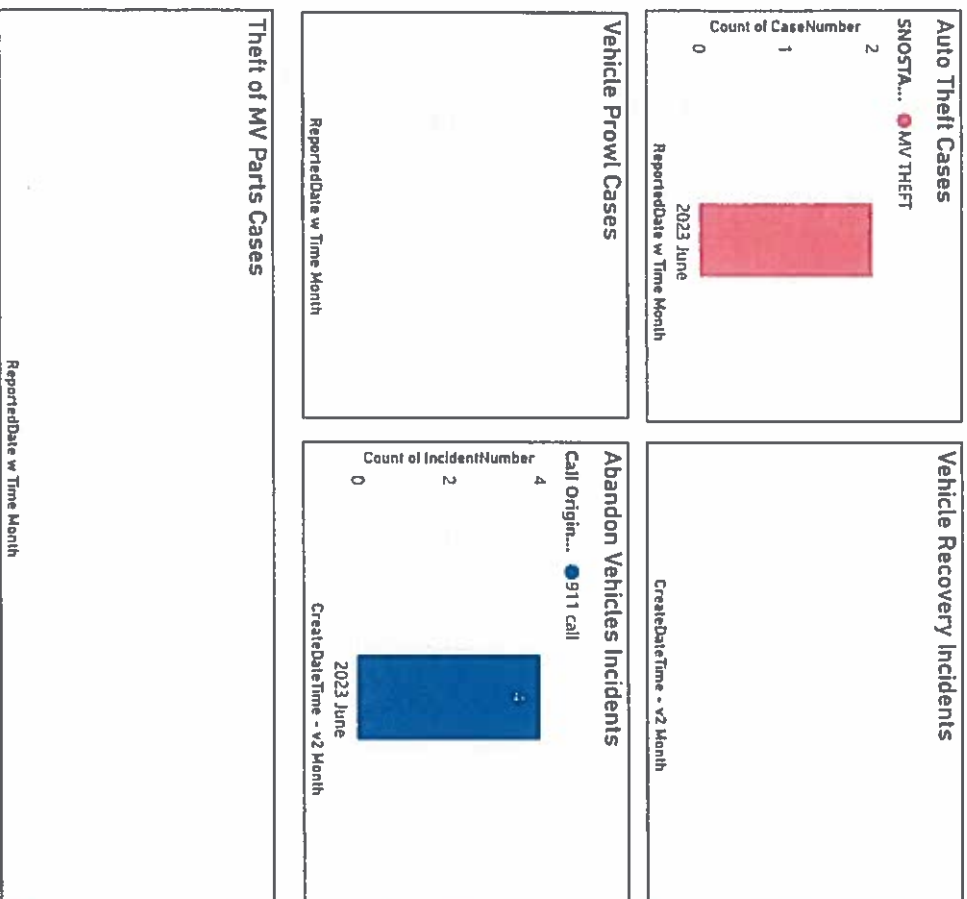 Auto Theft Cases
SNOSTA... MV THEFT
Count of CaseNumber
2
1
0
2023 June
ReportedDate w Time Month
Vehicle Recovery Incidents
CreateDateTime - v2 Month
Vehicle Prowl Cases
ReportedDate w Time Month
Abandon Vehicles Incidents
Call Origin... 911 call
Count of IncidentNumber
4
2
0
4
2023 June
CreateDateTime - v2 Month
Theft of MV Parts Cases
ReportedDate w Time Month